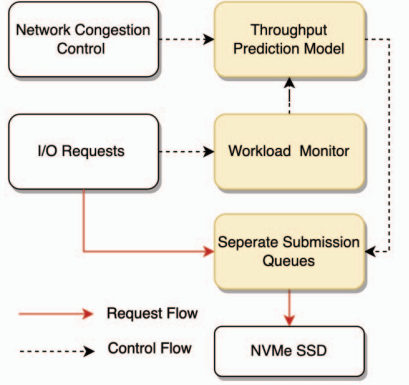 Network Congestion
Control
Throughput
Prediction Model
I/O Requests
Workload Monitor
Seperate Submission
Queues
Request Flow
Control Flow
NVMe SSD